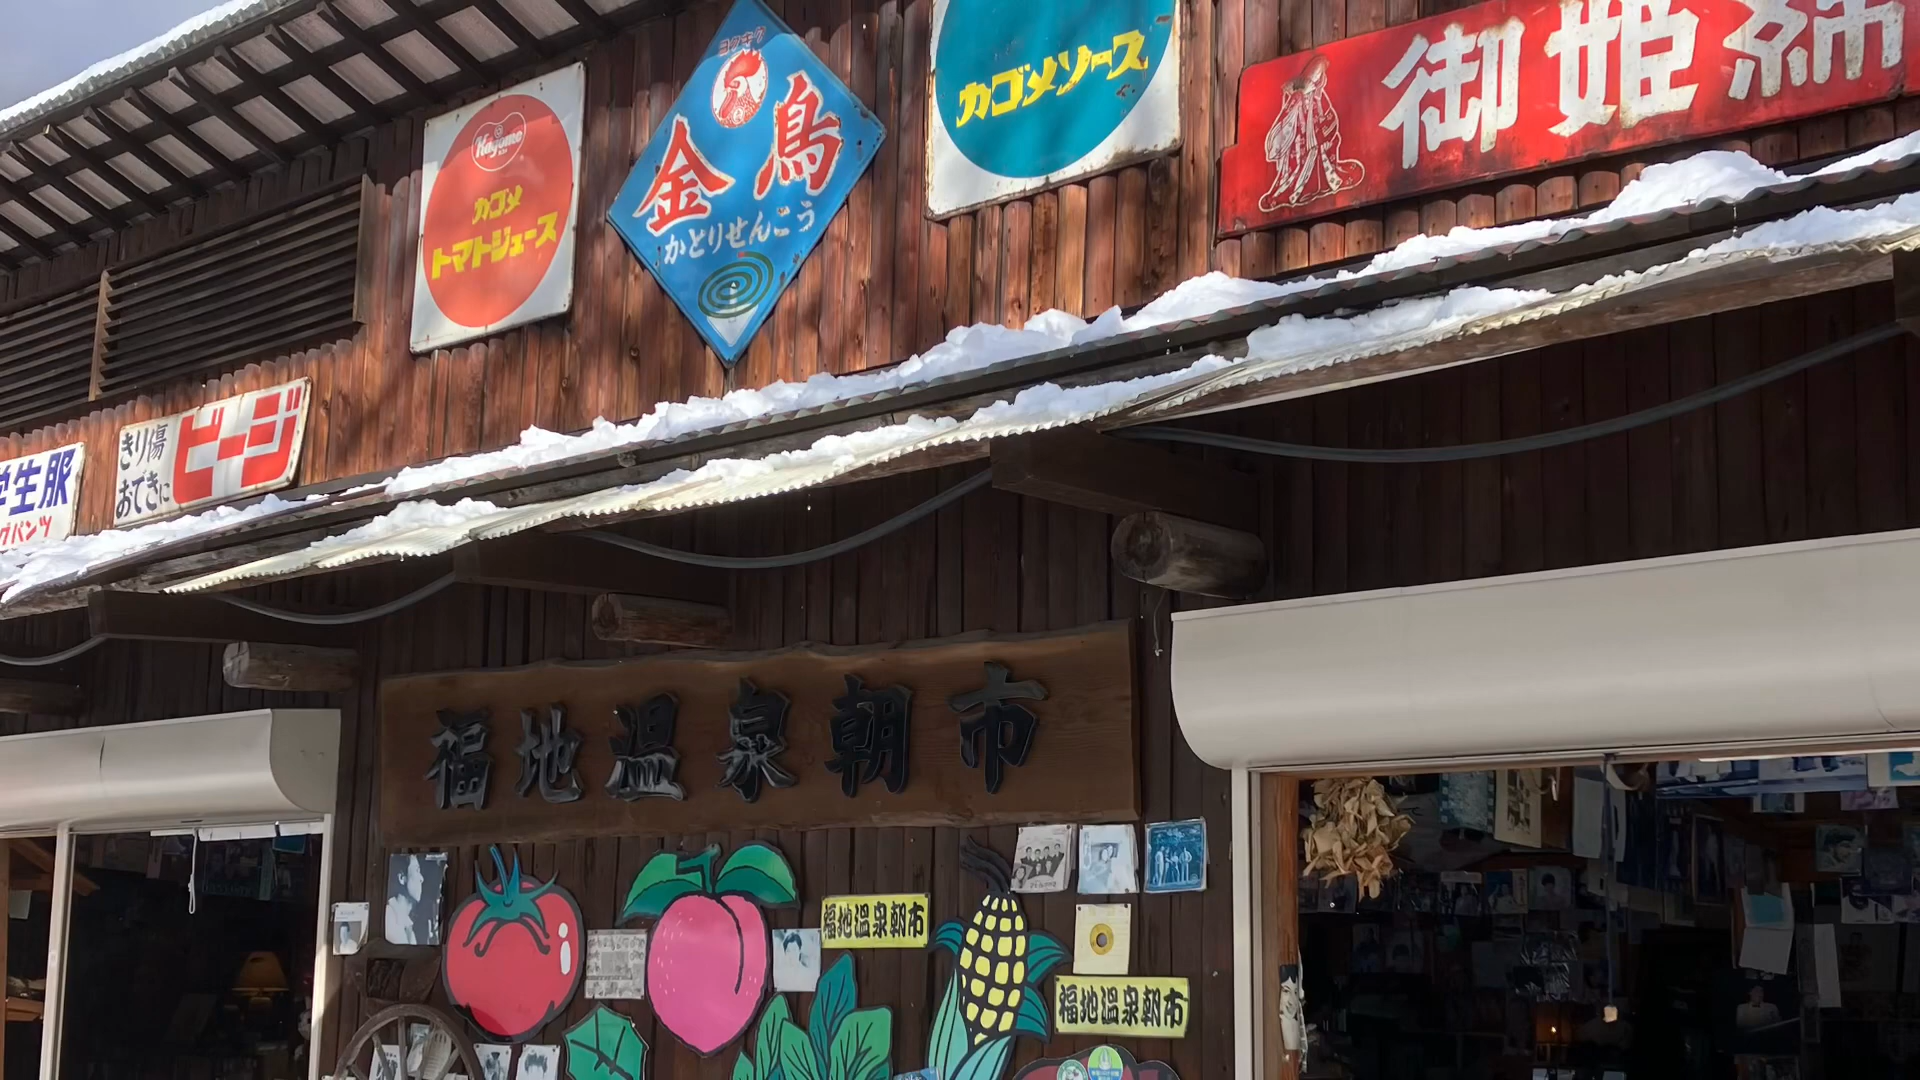 Kagome
カゴメ
トマトジュース
ヨクキク
金鳥
かとりせんこう
カゴメソース
御姫綿
きり傷
おできに
ビージ
学生服
グパンツ
福地温泉朝市
福地温泉朝市
福地温泉朝市